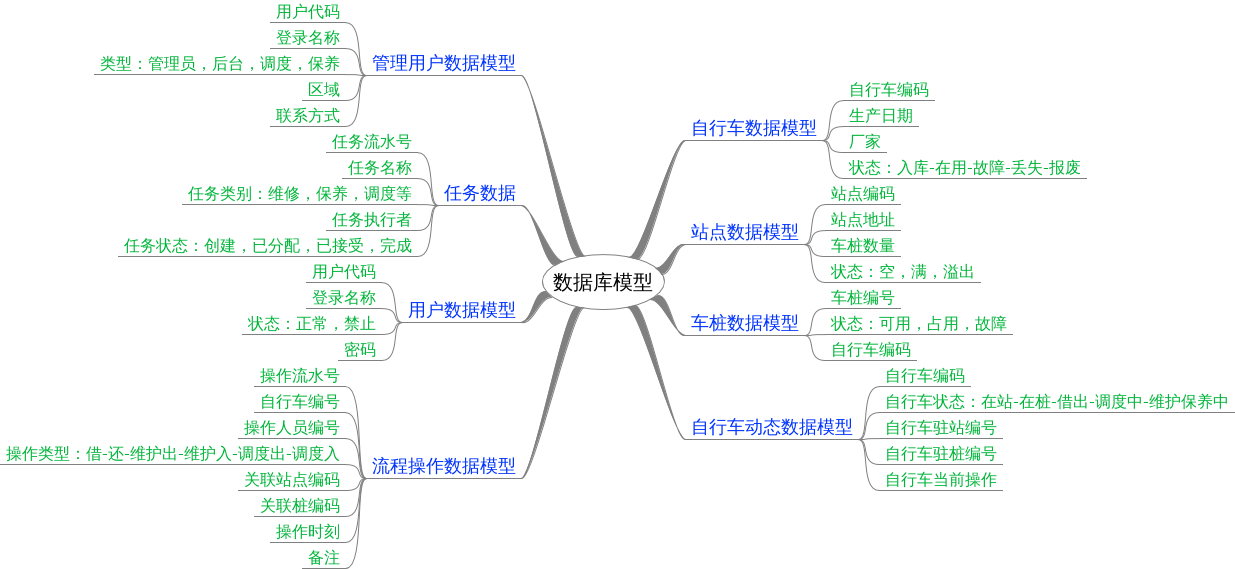 数据库模型
管理用户数据模型
用户代码
登录名称
类型：管理员，后台，调度，保养
区域
联系方式
任务数据
任务流水号
任务名称
任务类别：维修，保养，调度等
任务执行者
任务状态：创建，已分配，已接受，完成
用户数据模型
用户代码
登录名称
状态：正常，禁止
密码
流程操作数据模型
操作流水号
自行车编号
操作人员编号
操作类型：借-还-维护出-维护入-调度出-调度入
关联站点编码
关联桩编码
操作时刻
备注
自行车数据模型
自行车编码
生产日期
厂家
状态：入库-在用-故障-丢失-报废
站点数据模型
站点编码
站点地址
车桩数量
状态：空，满，溢出
车桩数据模型
车桩编号
状态：可用，占用，故障
自行车编码
自行车动态数据模型
自行车编码
自行车状态：在站-在桩-借出-调度中-维护保养中
自行车驻站编号
自行车驻桩编号
自行车当前操作